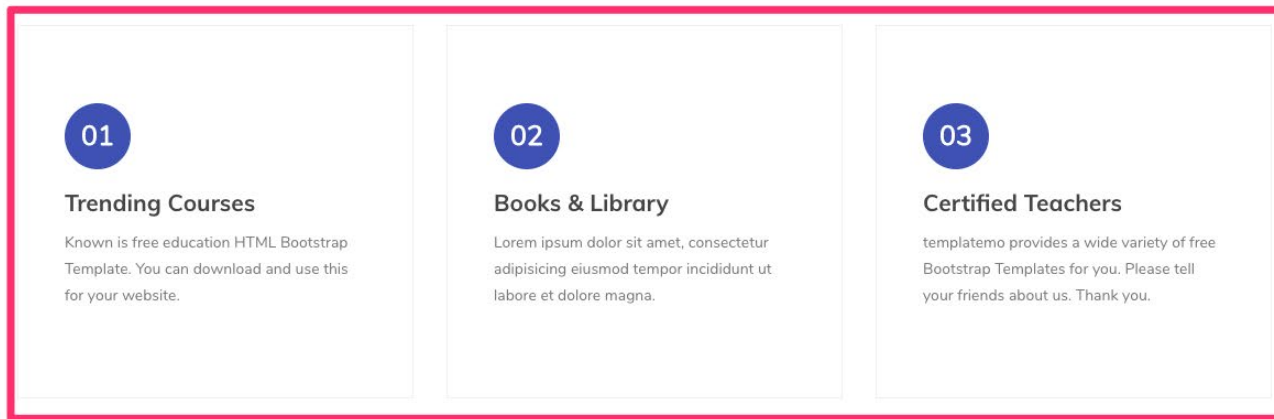 01
Trending Courses
Known is free education HTML Bootstrap
Template. You can download and use this
for your website.
02
Books & Library
Lorem ipsum dolor sit amet, consectetur
adipisicing eiusmod tempor incididunt ut
labore et dolore magna.
03
Certified Teachers
templatemo provides a wide variety of free
Bootstrap Templates for you. Please tell
your friends about us. Thank you.